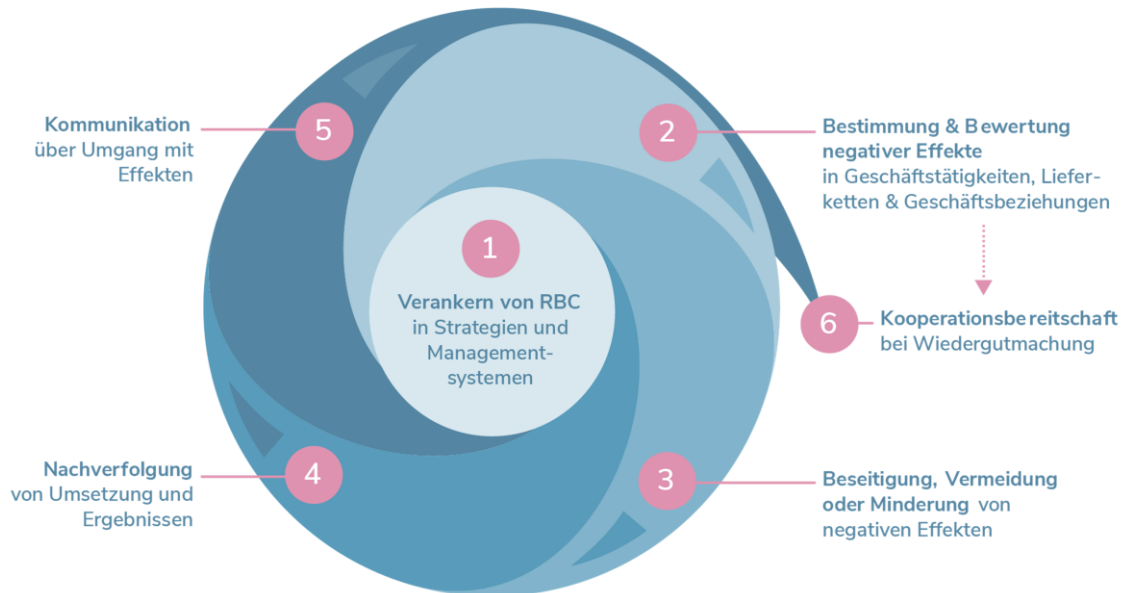 1
Verankern von RBC
in Strategien und
Management-
systemen
2
Bestimmung & Bewertung
negativer Effekte
in Geschäftstätigkeiten, Liefer-
ketten & Geschäftsbeziehungen
3
Beseitigung, Vermeidung
oder Minderung von
negativen Effekten
4
Nachverfolgung
von Umsetzung und
Ergebnissen
5
Kommunikation
über Umgang mit
Effekten
6
Kooperationsbereitschaft
bei Wiedergutmachung